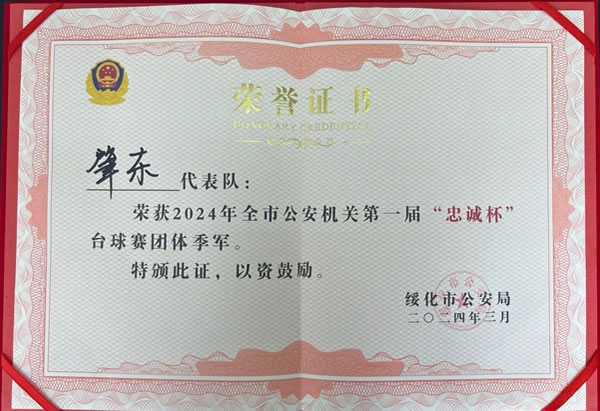 荣誉证书
HONORARY CREDENTIAL
肇东代表队：
荣获2024年全市公安机关第一届“忠诚杯”
台球赛团体季军。
特颁此证，以资鼓励。
绥化市公安局
二〇二四年三月